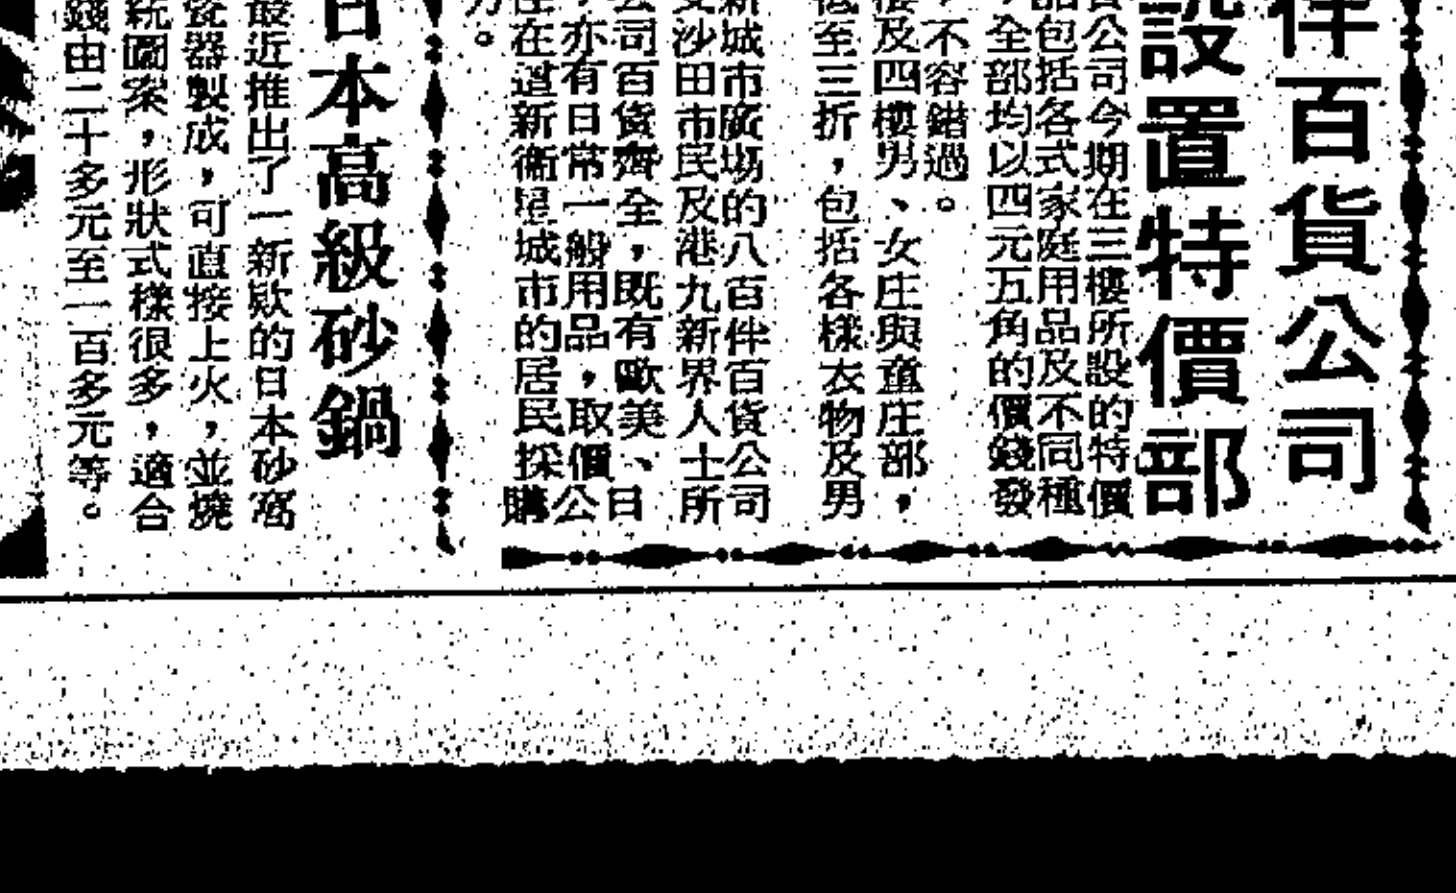 伴百貨公司
設置特價部
公司今期在三樓所設的特價
品包括各式家庭用品及不同種
，全部均以四元五角的價錢發
，不容錯過。
樓及四樓男、女庄與童庄部，
低至三折，包括各樣衣物及男
新城市廣場的八百伴百貨公司
受沙田市民及港九新界人士所
公司百貨齊全，既有歐美、日
，亦有日常一般用品，取價公
住在這新衞星城市的居民採購
力。
日本高級砂鍋
最近推出了一新欵的日本砂窩
瓷器製成，可直接上火，並燒
統圖案，形狀式樣很多，適合
錢由二十多元至一百多元等。